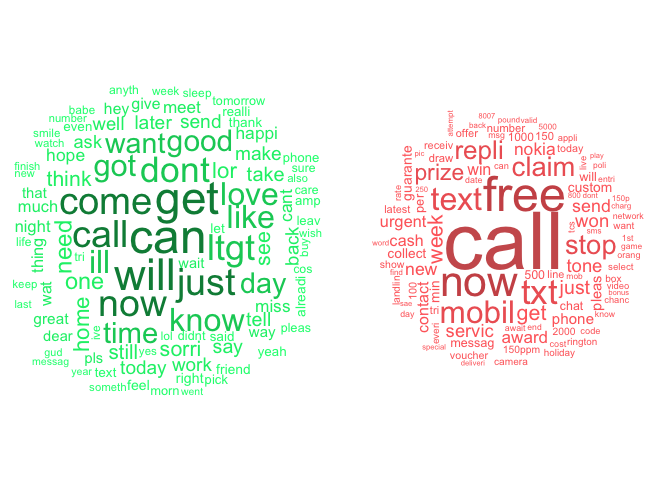 anyth week sleep
babe hey give meet tomorrow
number realli
smile even well later send thank
watch ask want good happi
finish hope got dont lor make phone
new think take sure
that come get love cant care also
much amp
night call can like leav
life need let see back buy wish
thing tri ill ltgt cos
wat one will just wait day already
keep now miss
last home time know tell pleas
great ive way
dear lol didnt said
gud still yes sorri say yeah
messag pls today work friend
year text right pick
someth feel morn went
8007 pound valid
attempt back number 5000
msg 1000 150 appli
receiv offer repli nokia today
pic draw win can live play
guarante prize claim poli
show date will entri
rate per 250 text free custom 800 dont
latest send 150p charg
urgent week call won network
word cash tcs sms want
collect stop 1st
find new now tone game
landlin 100 min 500 line mob order
sae contact txt just pleas box select
day tri mobil get chat video bonus
everi servic phone chanc
special messag await end 2000 code know
voucher award cost rington
150ppm holiday
deliveri camera